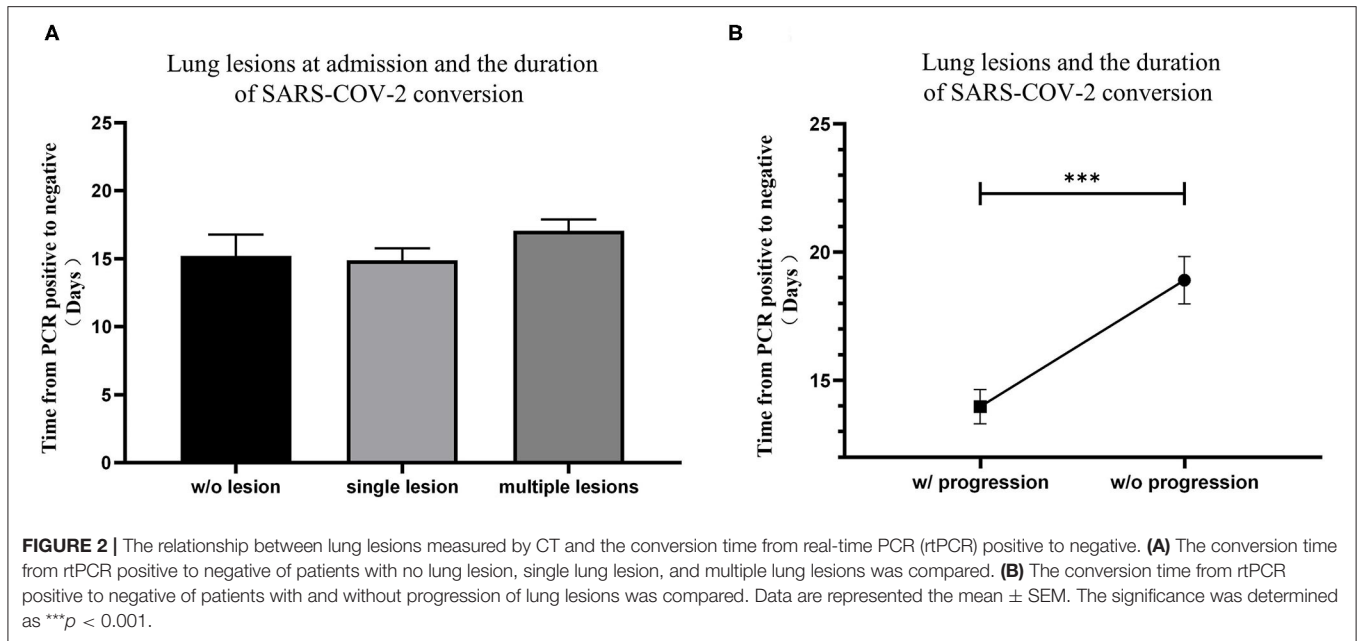 A
Lung lesions at admission and the duration
of SARS-COV-2 conversion
Time from PCR positive to negative
（Days）
25
20
15
10
5
0
w/o lesion
single lesion
multiple lesions
B
Lung lesions and the duration
of SARS-COV-2 conversion
Time from PCR positive to negative
（Days）
25
20
15
***
w/ progression
w/o progression
FIGURE 2 | The relationship between lung lesions measured by CT and the conversion time from real-time PCR (rtPCR) positive to negative. (A) The conversion time
from rtPCR positive to negative of patients with no lung lesion, single lung lesion, and multiple lung lesions was compared. (B) The conversion time from rtPCR
positive to negative of patients with and without progression of lung lesions was compared. Data are represented the mean ± SEM. The significance was determined
as ***p < 0.001.